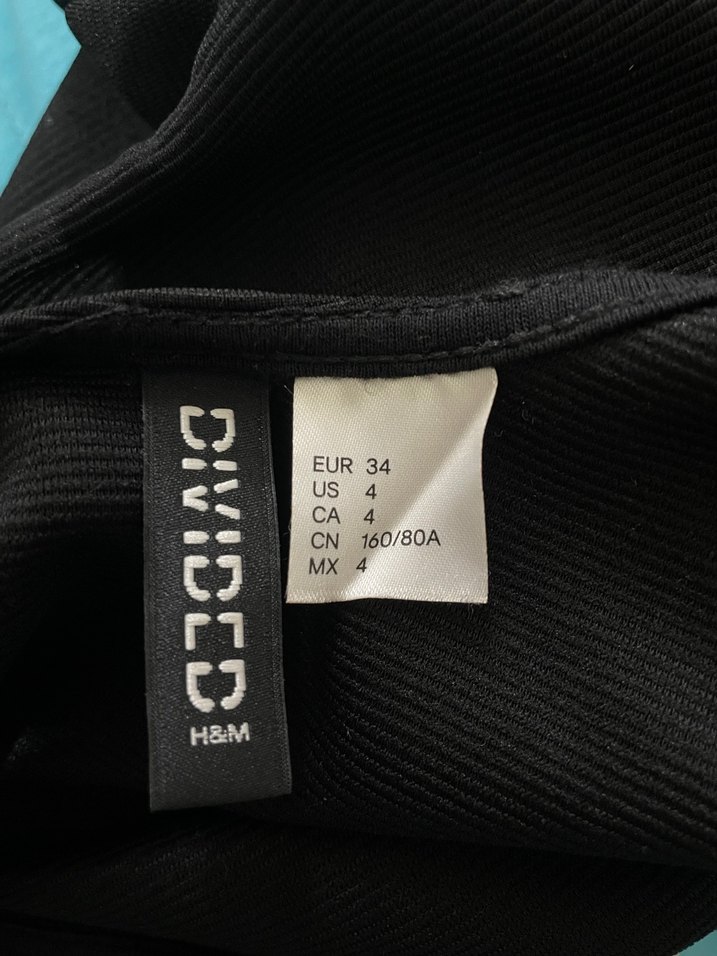 DIVIDED
H&M
EUR 34
US 4
CA 4
CN 160/80A
MX 4